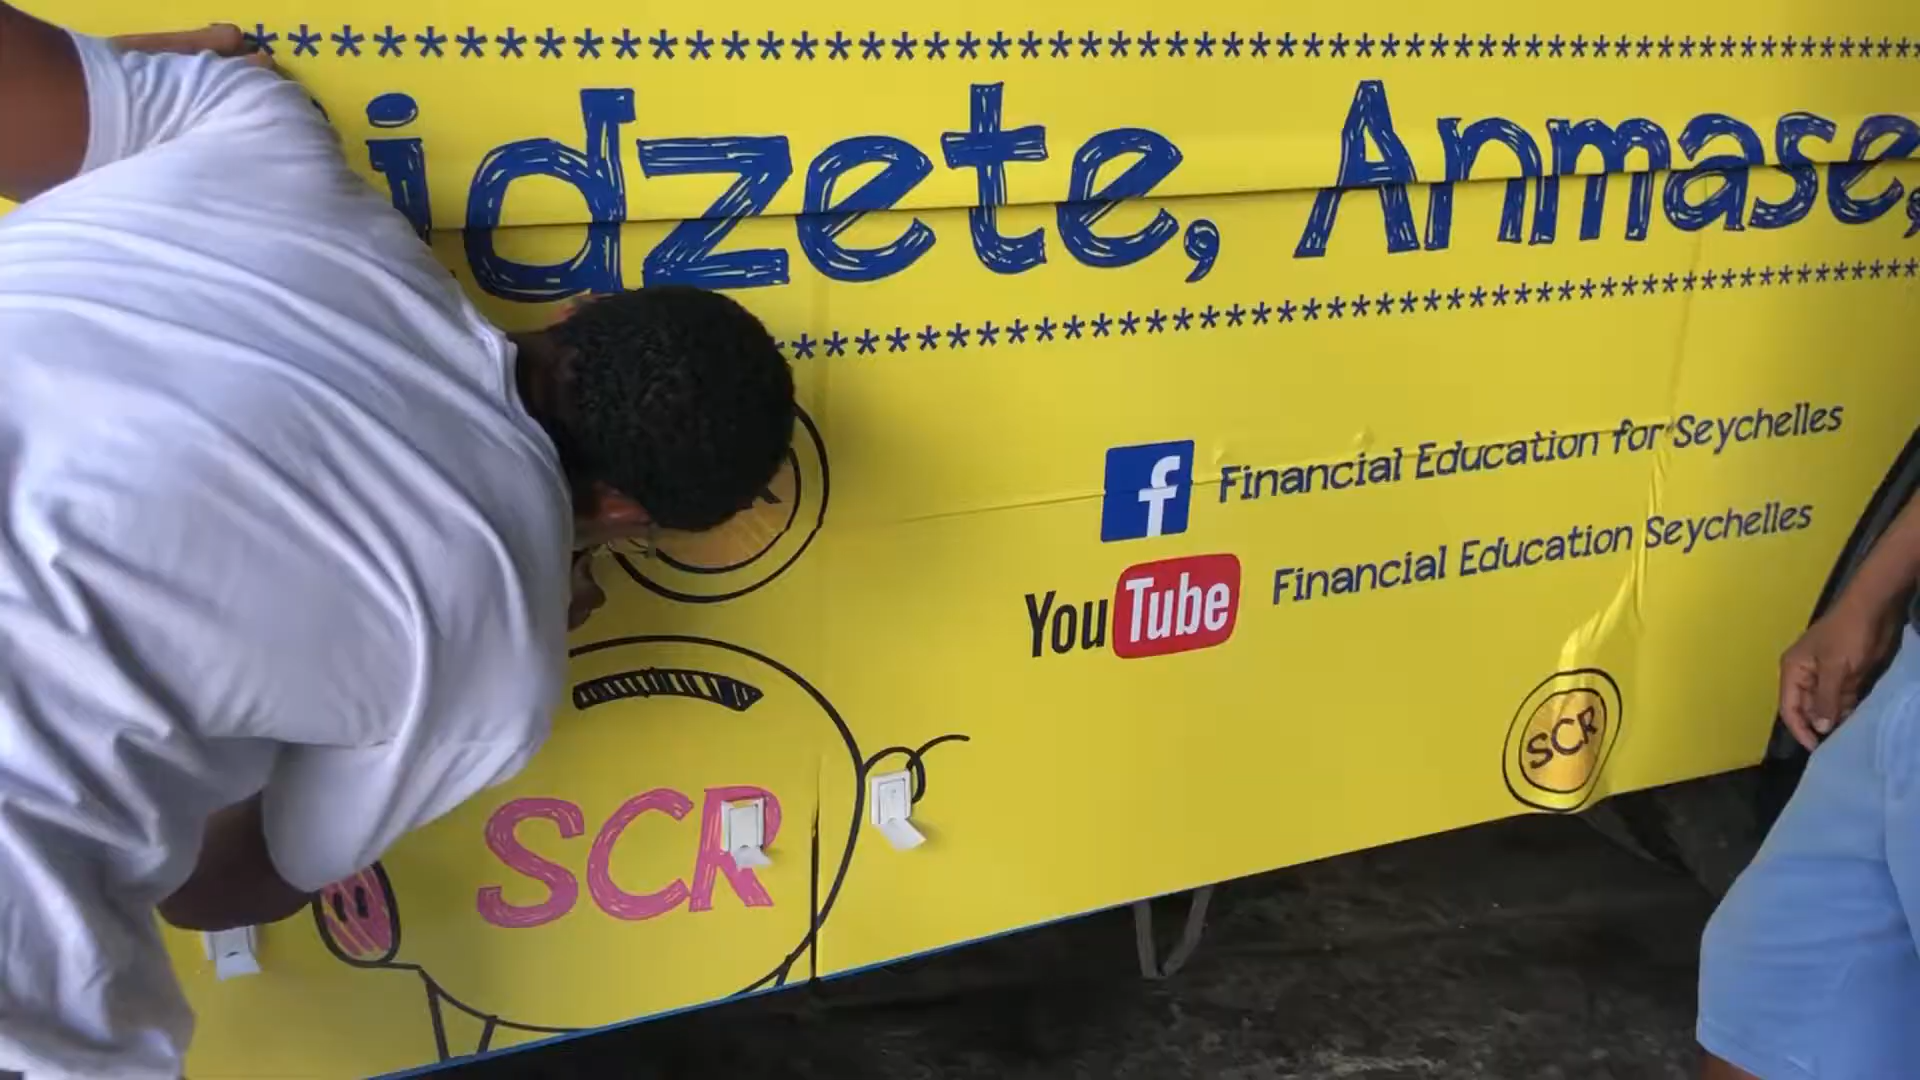 idzete, Anmase,
f Financial Education for Seychelles
YouTube Financial Education Seychelles
SCR
SCR